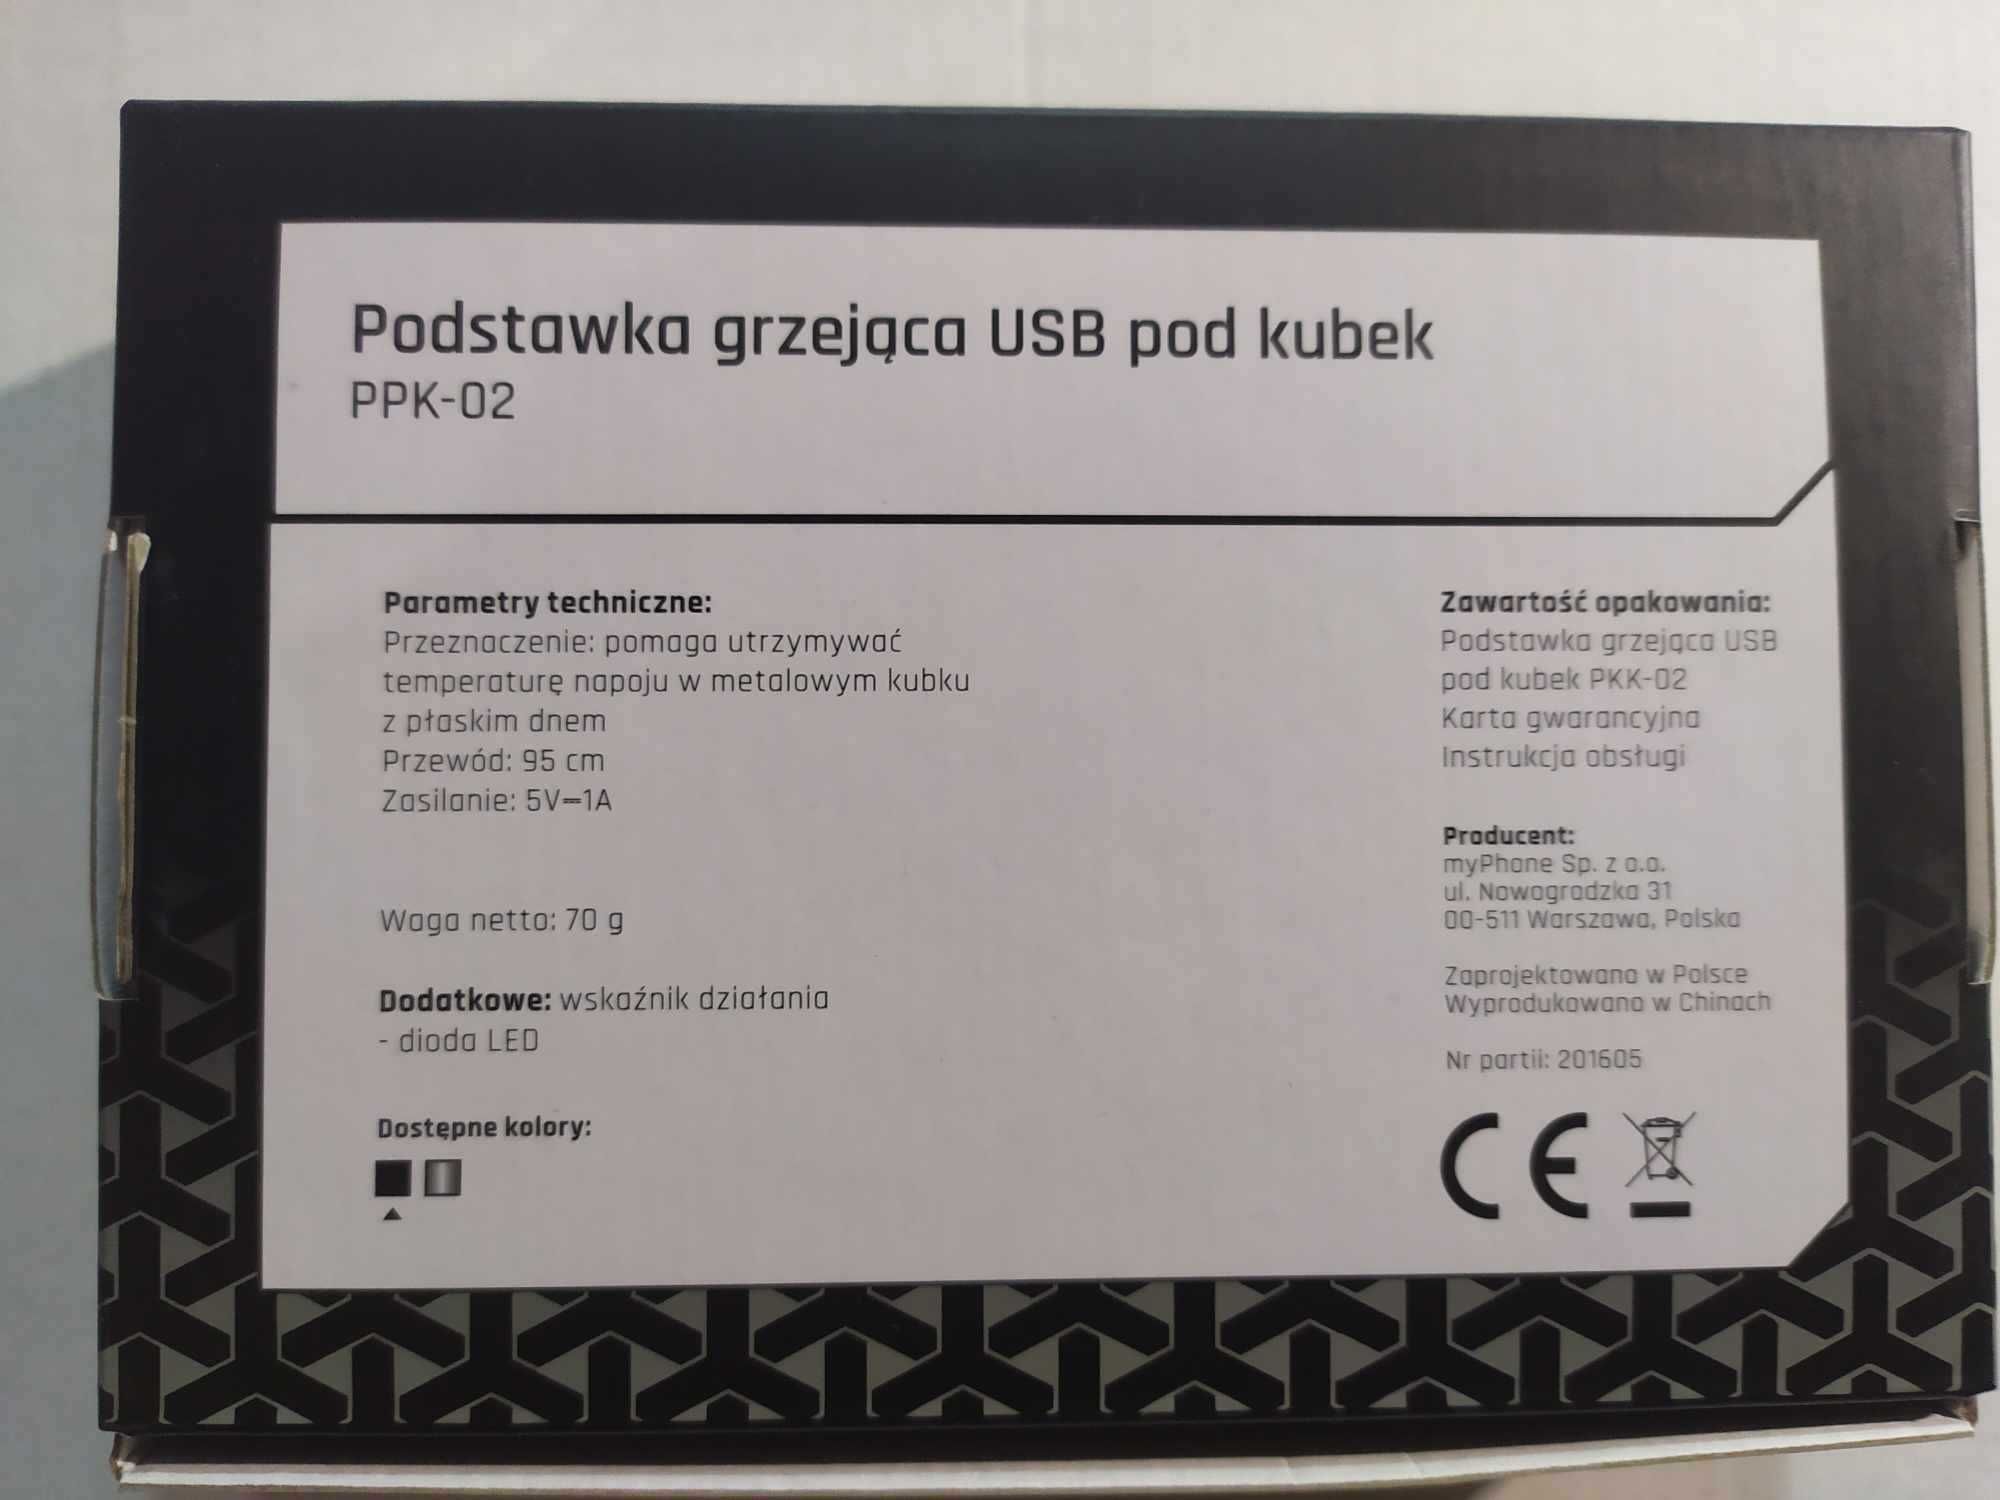 Podstawka grzejąca USB pod kubek
PPK-02
Parametry techniczne:
Przeznaczenie: pomaga utrzymywać
temperaturę napoju w metalowym kubku
z płaskim dnem
Przewód: 95 cm
Zasilanie: 5V⎓1A
Waga netto: 70 g
Dodatkowe: wskaźnik działania
- dioda LED
Dostępne kolory:
Zawartość opakowania:
Podstawka grzejąca USB
pod kubek PKK-02
Karta gwarancyjna
Instrukcja obsługi
Producent:
myPhone Sp. z o.o.
ul. Nowogrodzka 31
00-511 Warszawa, Polska
Zaprojektowano w Polsce
Wyprodukowano w Chinach
Nr partii: 201605
CE